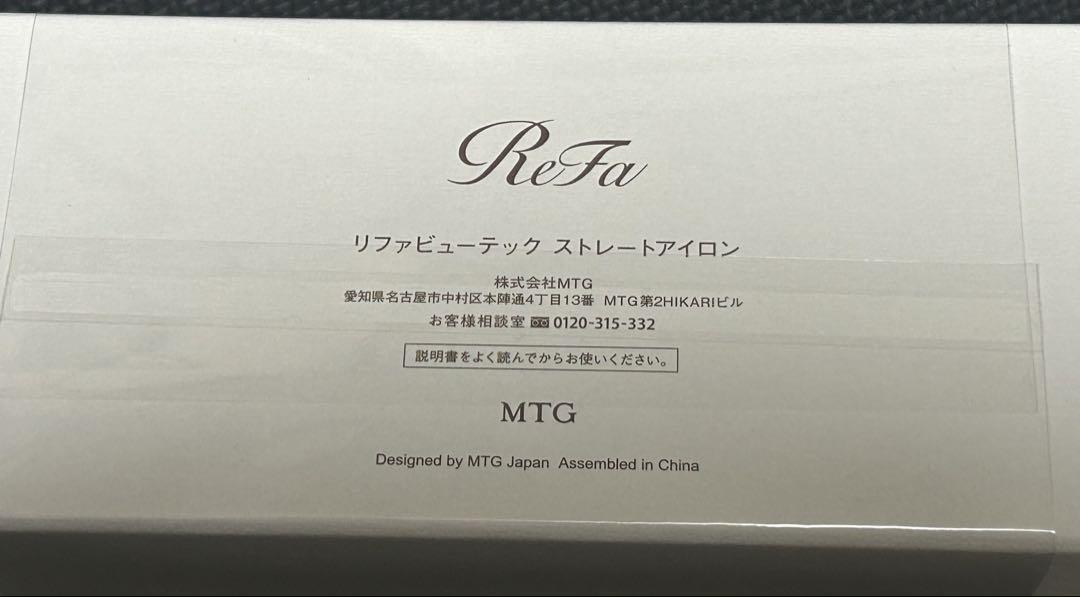 ReFa
リファビューテック ストレートアイロン
株式会社MTG
愛知県名古屋市中村区本陣通4丁目13番 MTG第2HIKARIビル
お客様相談室 0120-315-332
説明書をよく読んでからお使いください。
MTG
Designed by MTG Japan Assembled in China